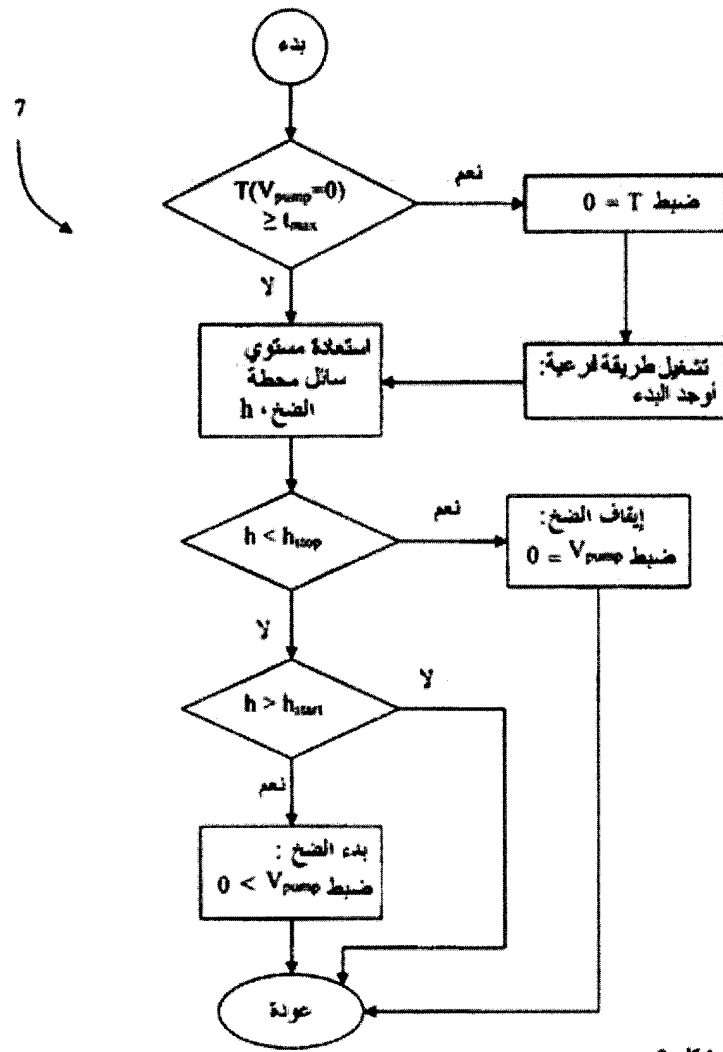 بدء
7
T(Vpump=0)
≥ tmax
نعم
ضبط T = 0
لا
استعادة مستوي
سائل محطة
الضخ، h
تشغيل طريقة فرعية:
أوجد البدء
h < hstop
نعم
إيقاف الضخ:
ضبط Vpump = 0
لا
h > hstart
لا
نعم
بدء الضخ :
ضبط Vpump > 0
عودة